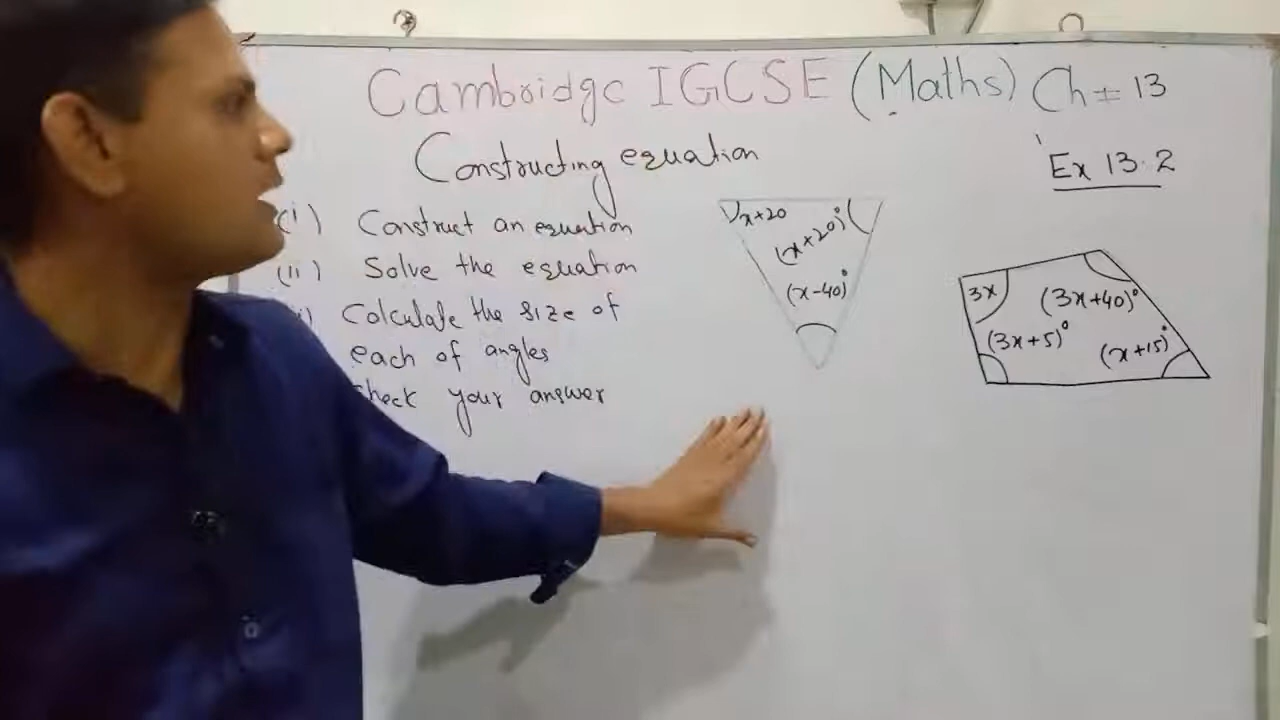 Cambridge IGCSE (Maths) Ch = 13
Constructing equation
Ex 13.2
(i) Construct an equation
(ii) Solve the equation
Calculate the size of
each of angles
check your answer
x+20
(x+20)°
(x-40)°
3x
(3x+40)°
(3x+5)°
(x+15)°